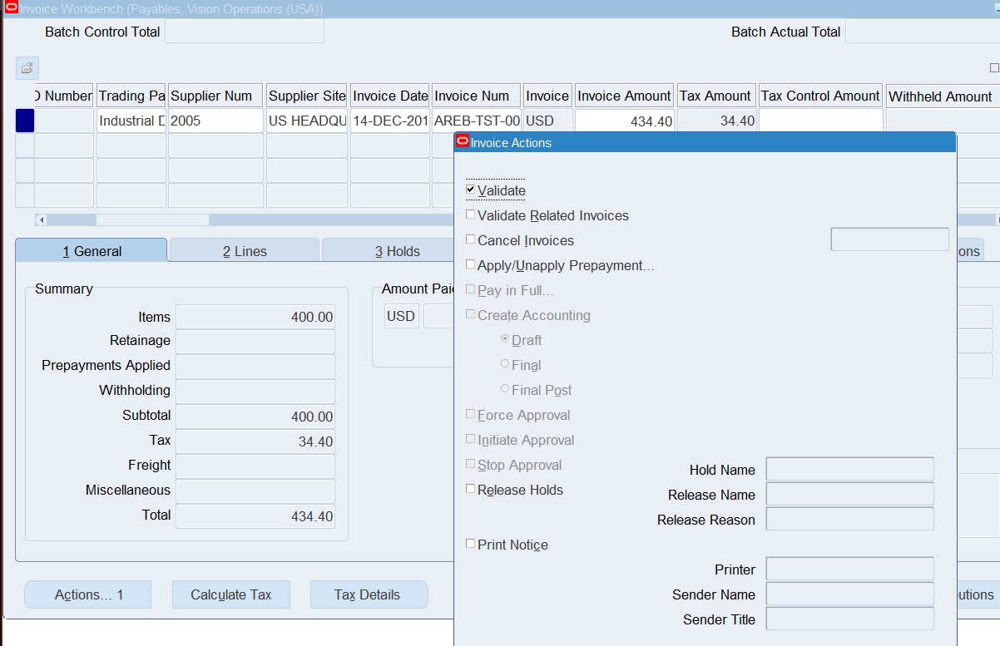 Invoice Workbench (Payables, Vision Operations (USA))
Batch Control Total
Batch Actual Total
Number Trading Pa Supplier Num Supplier Site Invoice Date Invoice Num Invoice Invoice Amount Tax Amount Tax Control Amount Withheld Amount
Industrial D 2005 US HEADQU 14-DEC-201 AREB-TST-00 USD 434.40 34.40
Invoice Actions
1 General
2 Lines
3 Holds
ons
Summary
Items 400.00
Retainage
Prepayments Applied
Withholding
Subtotal 400.00
Tax 34.40
Freight
Miscellaneous
Total 434.40
Amount Paid
USD
Validate
Validate Related Invoices
Cancel Invoices
Apply/Unapply Prepayment...
Pay in Full...
Create Accounting
Draft
Final
Final Post
Force Approval
Initiate Approval
Stop Approval
Release Holds
Hold Name
Release Name
Release Reason
Print Notice
Printer
Sender Name
Sender Title
Actions... 1
Calculate Tax
Tax Details
utions